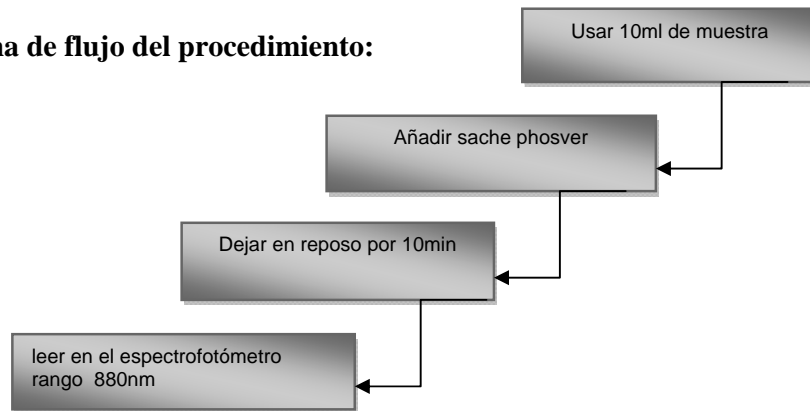 de flujo del procedimiento:
Usar 10ml de muestra
Añadir sache phosver
Dejar en reposo por 10min
leer en el espectrofotómetro
rango 880nm